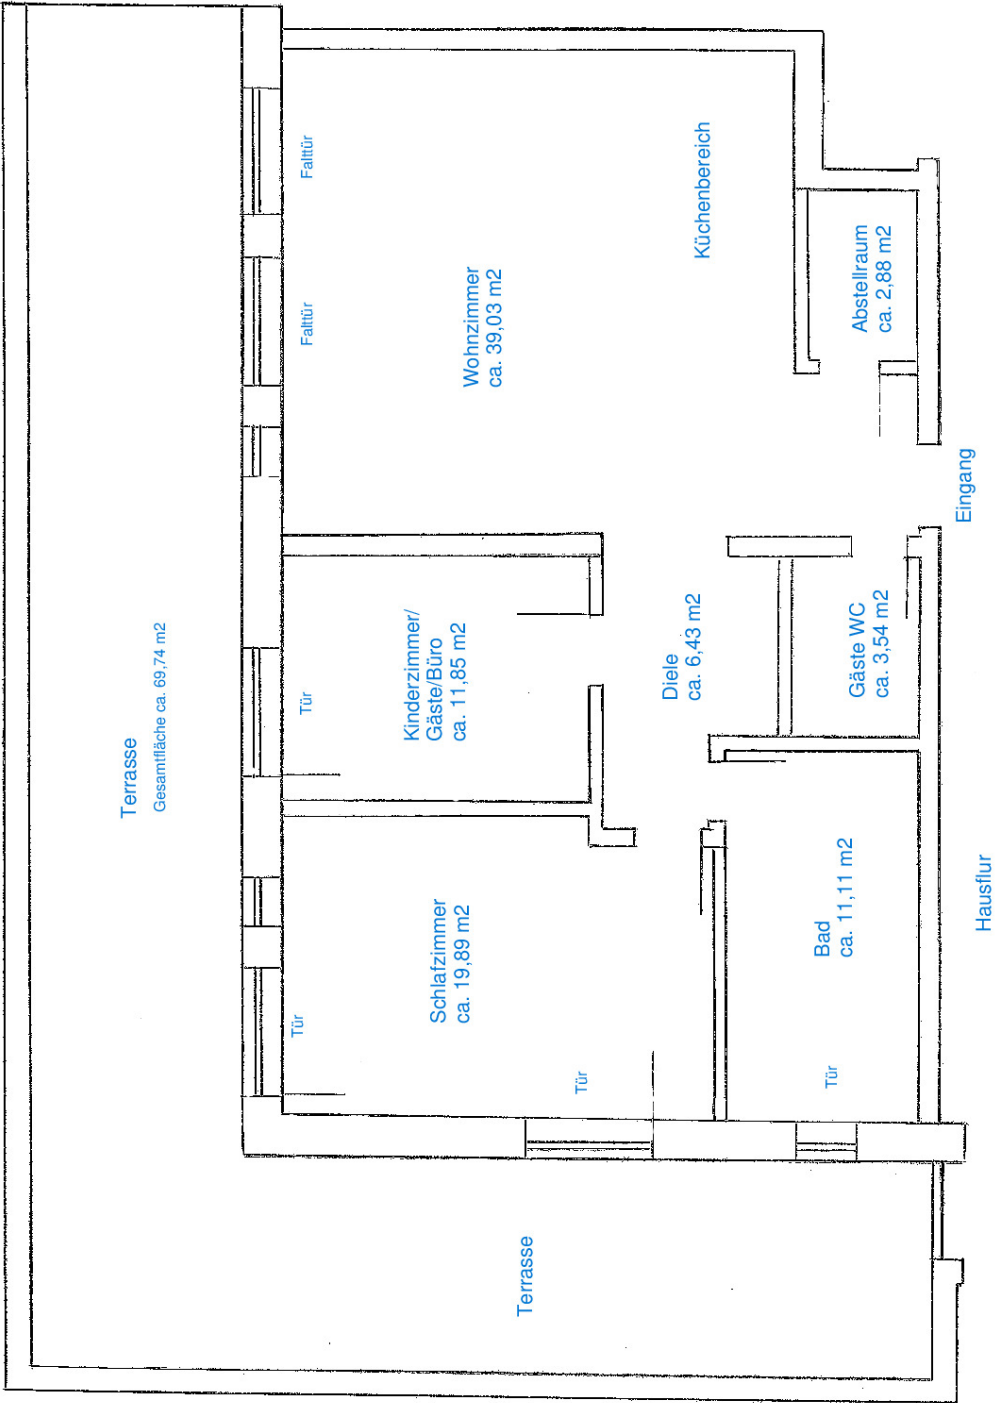 Terrasse
Gesamtfläche ca. 69,74 m2
Falttür
Falttür
Tür
Tür
Wohnzimmer
ca. 39,03 m2
Küchenbereich
Abstellraum
ca. 2,88 m2
Kinderzimmer/
Gäste/Büro
ca. 11,85 m2
Diele
ca. 6,43 m2
Gäste WC
ca. 3,54 m2
Eingang
Schlafzimmer
ca. 19,89 m2
Tür
Bad
ca. 11,11 m2
Tür
Hausflur
Terrasse